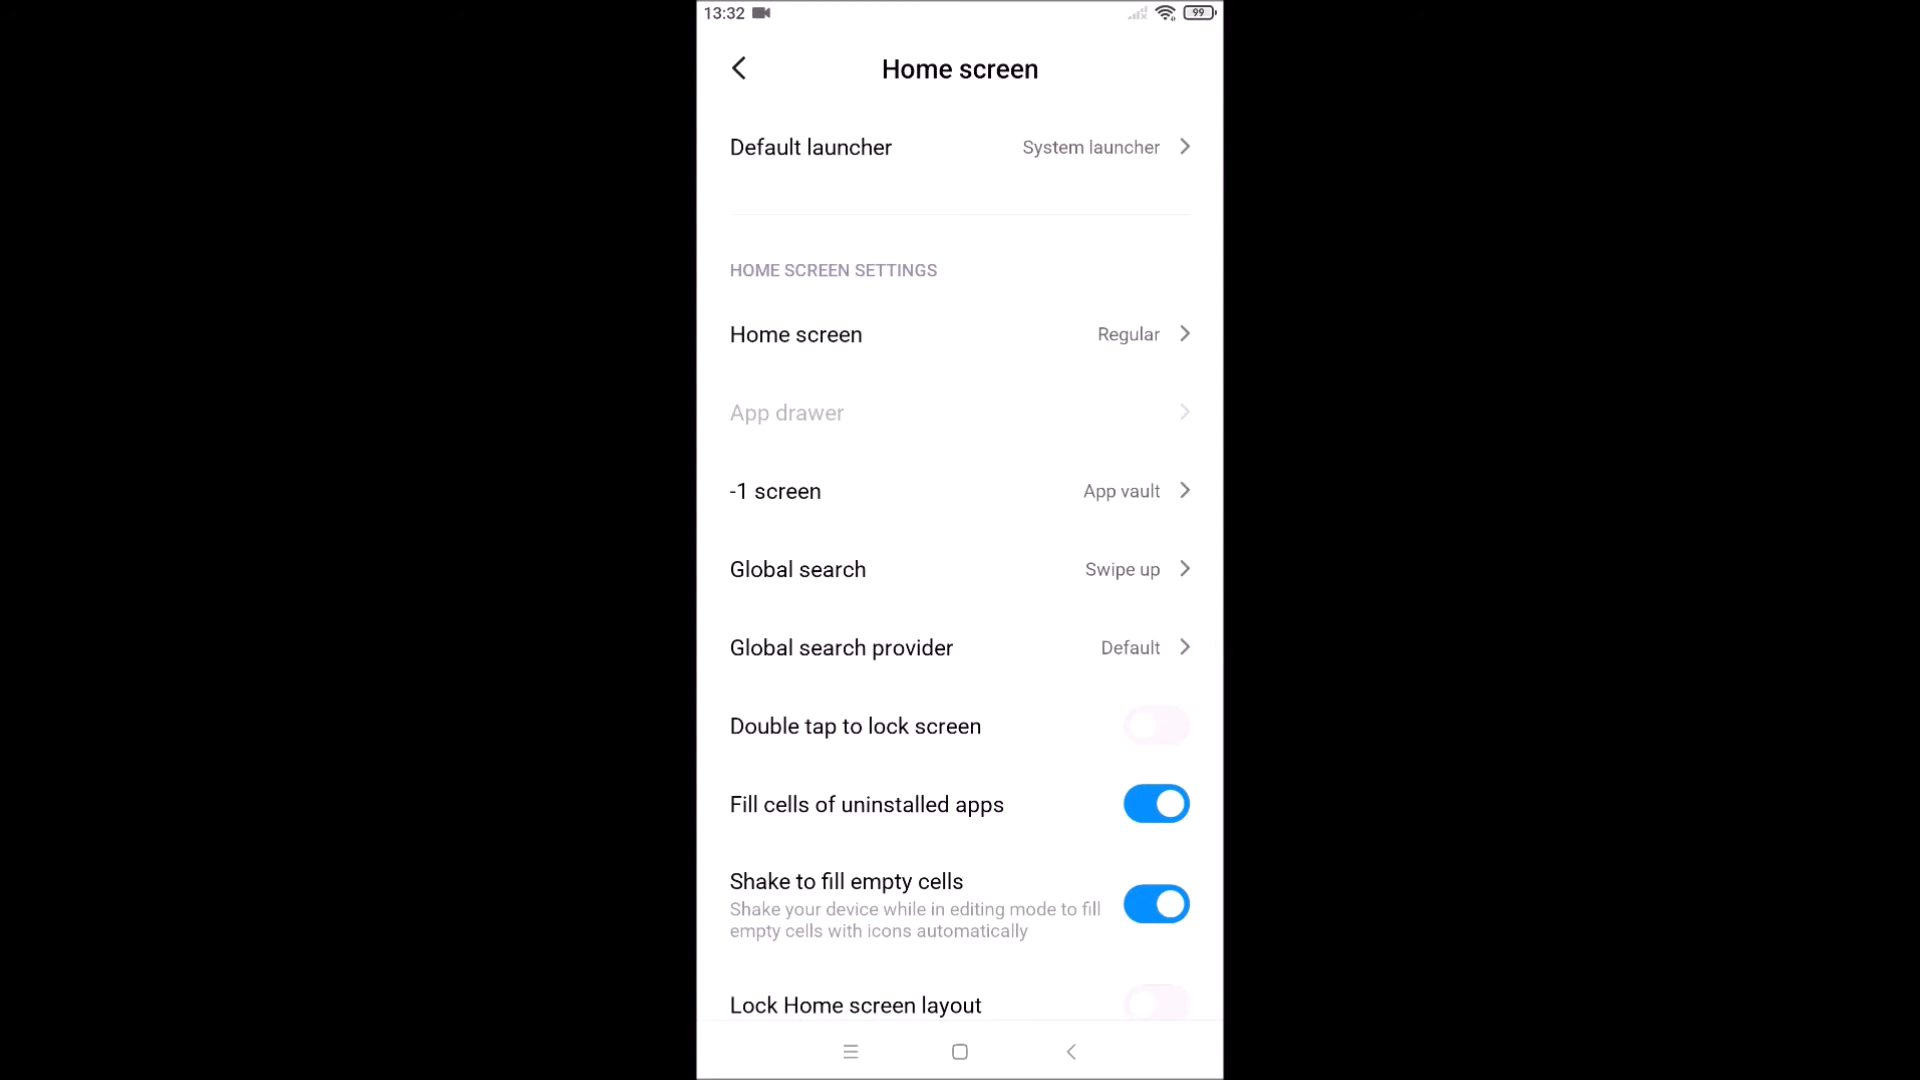 13:32
99
Home screen
Default launcher
System launcher
HOME SCREEN SETTINGS
Home screen
Regular
App drawer
-1 screen
App vault
Global search
Swipe up
Global search provider
Default
Double tap to lock screen
Fill cells of uninstalled apps
Shake to fill empty cells
Shake your device while in editing mode to fill
empty cells with icons automatically
Lock Home screen layout